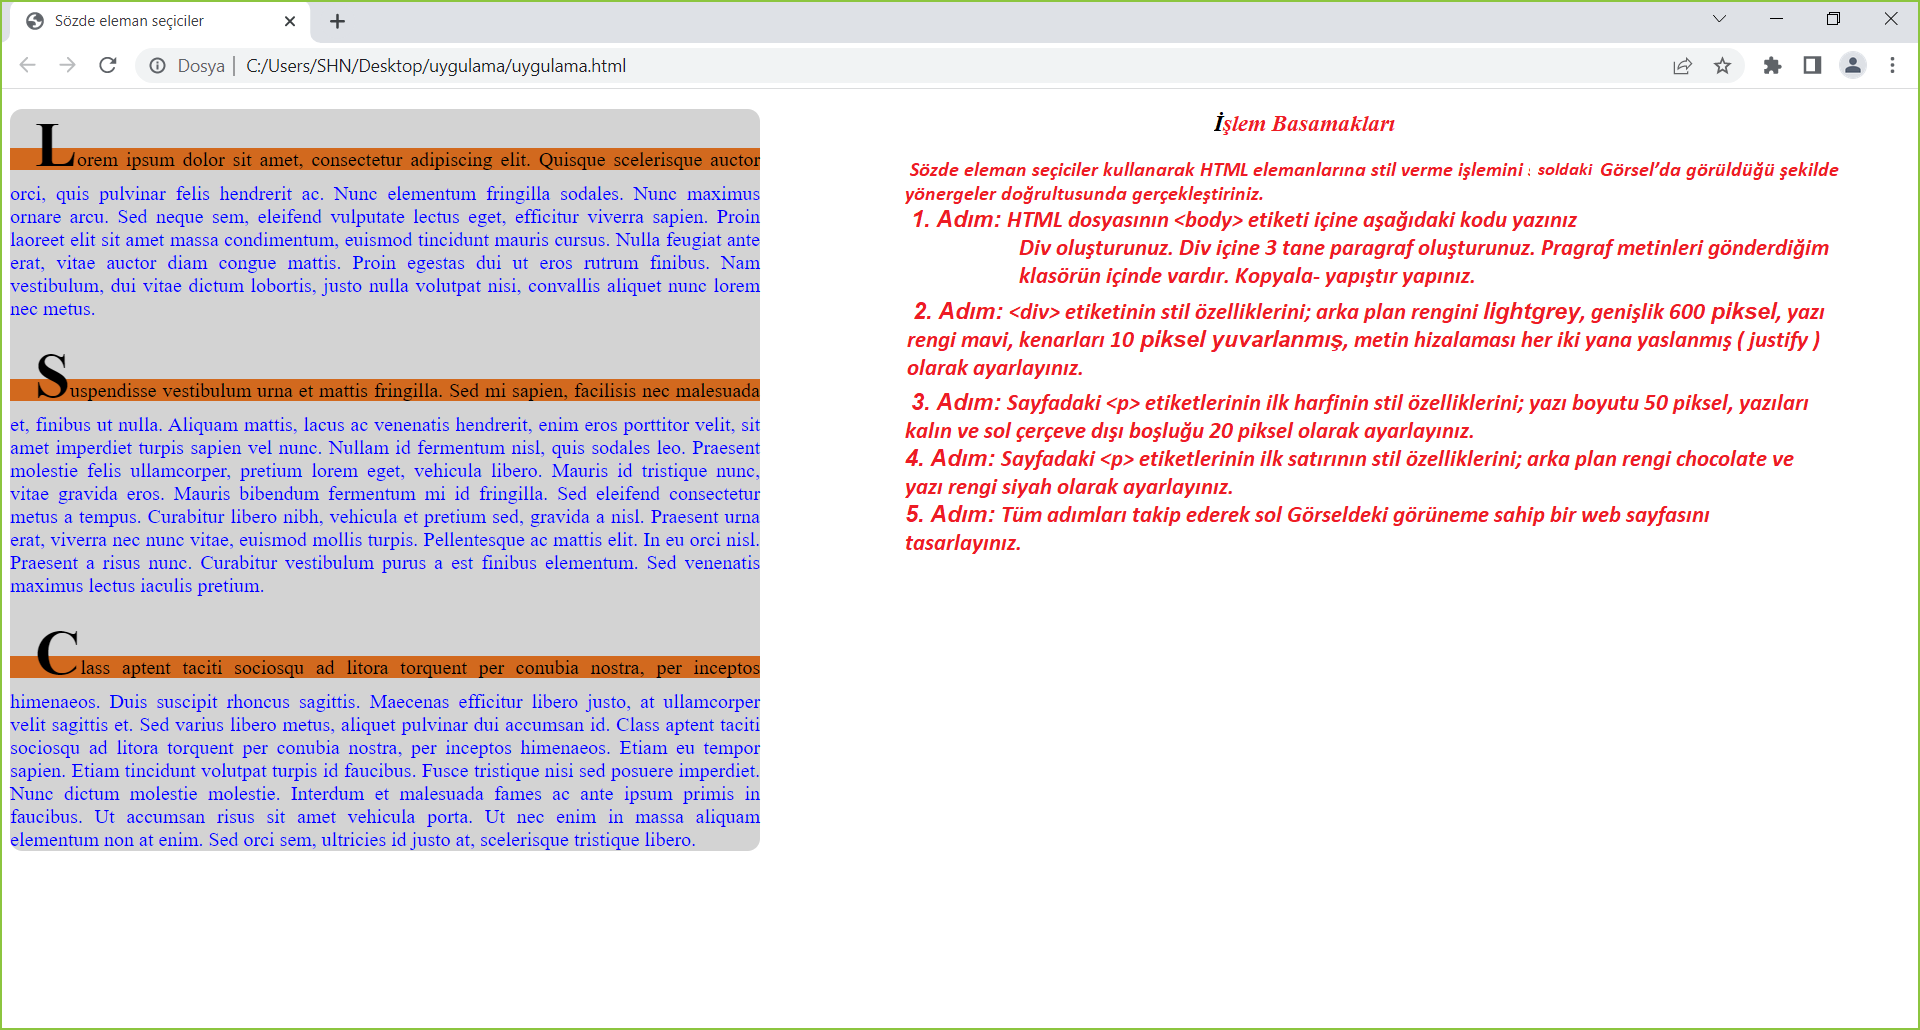 Sözde eleman seçiciler
Dosya | C:/Users/SHN/Desktop/uygulama/uygulama.html
Lorem ipsum dolor sit amet, consectetur adipiscing elit. Quisque scelerisque auctor
orci, quis pulvinar felis hendrerit ac. Nunc elementum fringilla sodales. Nunc maximus
ornare arcu. Sed neque sem, eleifend vulputate lectus eget, efficitur viverra sapien. Proin
laoreet elit sit amet massa condimentum, euismod tincidunt mauris cursus. Nulla feugiat ante
erat, vitae auctor diam congue mattis. Proin egestas dui ut eros rutrum finibus. Nam
vestibulum, dui vitae dictum lobortis, justo nulla volutpat nisi, convallis aliquet nunc lorem
nec metus.
Suspendisse vestibulum urna et mattis fringilla. Sed mi sapien, facilisis nec malesuada
et, finibus ut nulla. Aliquam mattis, lacus ac venenatis hendrerit, enim eros porttitor velit, sit
amet imperdiet turpis sapien vel nunc. Nullam id fermentum nisl, quis sodales leo. Praesent
molestie felis ullamcorper, pretium lorem eget, vehicula libero. Mauris id tristique nunc,
vitae gravida eros. Mauris bibendum fermentum mi id fringilla. Sed eleifend consectetur
metus a tempus. Curabitur libero nibh, vehicula et pretium sed, gravida a nisl. Praesent urna
erat, viverra nec nunc vitae, euismod mollis turpis. Pellentesque ac mattis elit. In eu orci nisl.
Praesent a risus nunc. Curabitur vestibulum purus a est finibus elementum. Sed venenatis
maximus lectus iaculis pretium.
Class aptent taciti sociosqu ad litora torquent per conubia nostra, per inceptos
himenaeos. Duis suscipit rhoncus sagittis. Maecenas efficitur libero justo, at ullamcorper
velit sagittis et. Sed varius libero metus, aliquet pulvinar dui accumsan id. Class aptent taciti
sociosqu ad litora torquent per conubia nostra, per inceptos himenaeos. Etiam eu tempor
sapien. Etiam tincidunt volutpat turpis id faucibus. Fusce tristique nisi sed posuere imperdiet.
Nunc dictum molestie molestie. Interdum et malesuada fames ac ante ipsum primis in
faucibus. Ut accumsan risus sit amet vehicula porta. Ut nec enim in massa aliquam
elementum non at enim. Sed orci sem, ultricies id justo at, scelerisque tristique libero.
İşlem Basamakları
Sözde eleman seçiciler kullanarak HTML elemanlarına stil verme işlemini soldaki Görsel’da görüldüğü şekilde
yönergeler doğrultusunda gerçekleştiriniz.
1. Adım: HTML dosyasının <body> etiketi içine aşağıdaki kodu yazınız
Div oluşturunuz. Div içine 3 tane paragraf oluşturunuz. Pragraf metinleri gönderdiğim
klasörün içinde vardır. Kopyala- yapıştır yapınız.
2. Adım: <div> etiketinin stil özelliklerini; arka plan rengini lightgrey, genişlik 600 piksel, yazı
rengi mavi, kenarları 10 piksel yuvarlanmış, metin hizalaması her iki yana yaslanmış ( justify )
olarak ayarlayınız.
3. Adım: Sayfadaki <p> etiketlerinin ilk harfinin stil özelliklerini; yazı boyutu 50 piksel, yazıları
kalın ve sol çerçeve dışı boşluğu 20 piksel olarak ayarlayınız.
4. Adım: Sayfadaki <p> etiketlerinin ilk satırının stil özelliklerini; arka plan rengi chocolate ve
yazı rengi siyah olarak ayarlayınız.
5. Adım: Tüm adımları takip ederek sol Görseldeki görüneme sahip bir web sayfasını
tasarlayınız.